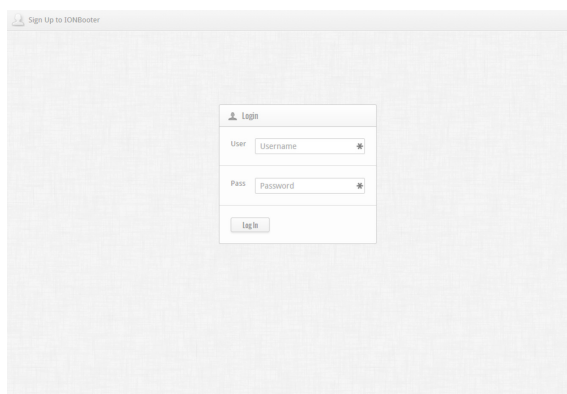 Sign Up to IONBooter
Login
User Username *
Pass Password *
Log In